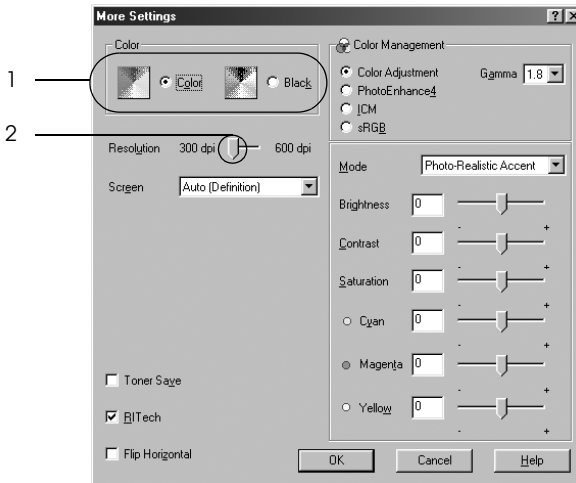 More Settings
1
2
Color
Color
Black
Resolution 300 dpi 600 dpi
Screen Auto (Definition)
Toner Save
RITech
Flip Horizontal
Color Management
Color Adjustment
PhotoEnhance4
ICM
sRGB
Gamma 1.8
Mode Photo-Realistic Accent
Brightness 0
- +
Contrast 0
- +
Saturation 0
- +
Cyan 0
- +
Magenta 0
- +
Yellow 0
- +
OK Cancel Help